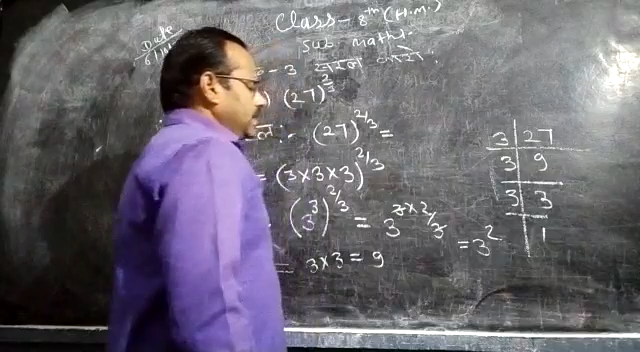 Class - 8th (H.M.)
Date
Sub Maths.
- 3 सरल करो.
) (27)^2/3
ल :- (27)^2/3 =
= (3×3×3)^2/3
(3^3)^2/3 = 3^3×2/3 = 3^2
= 3×3 = 9
3 | 27
3 | 9
3 | 3
| 1